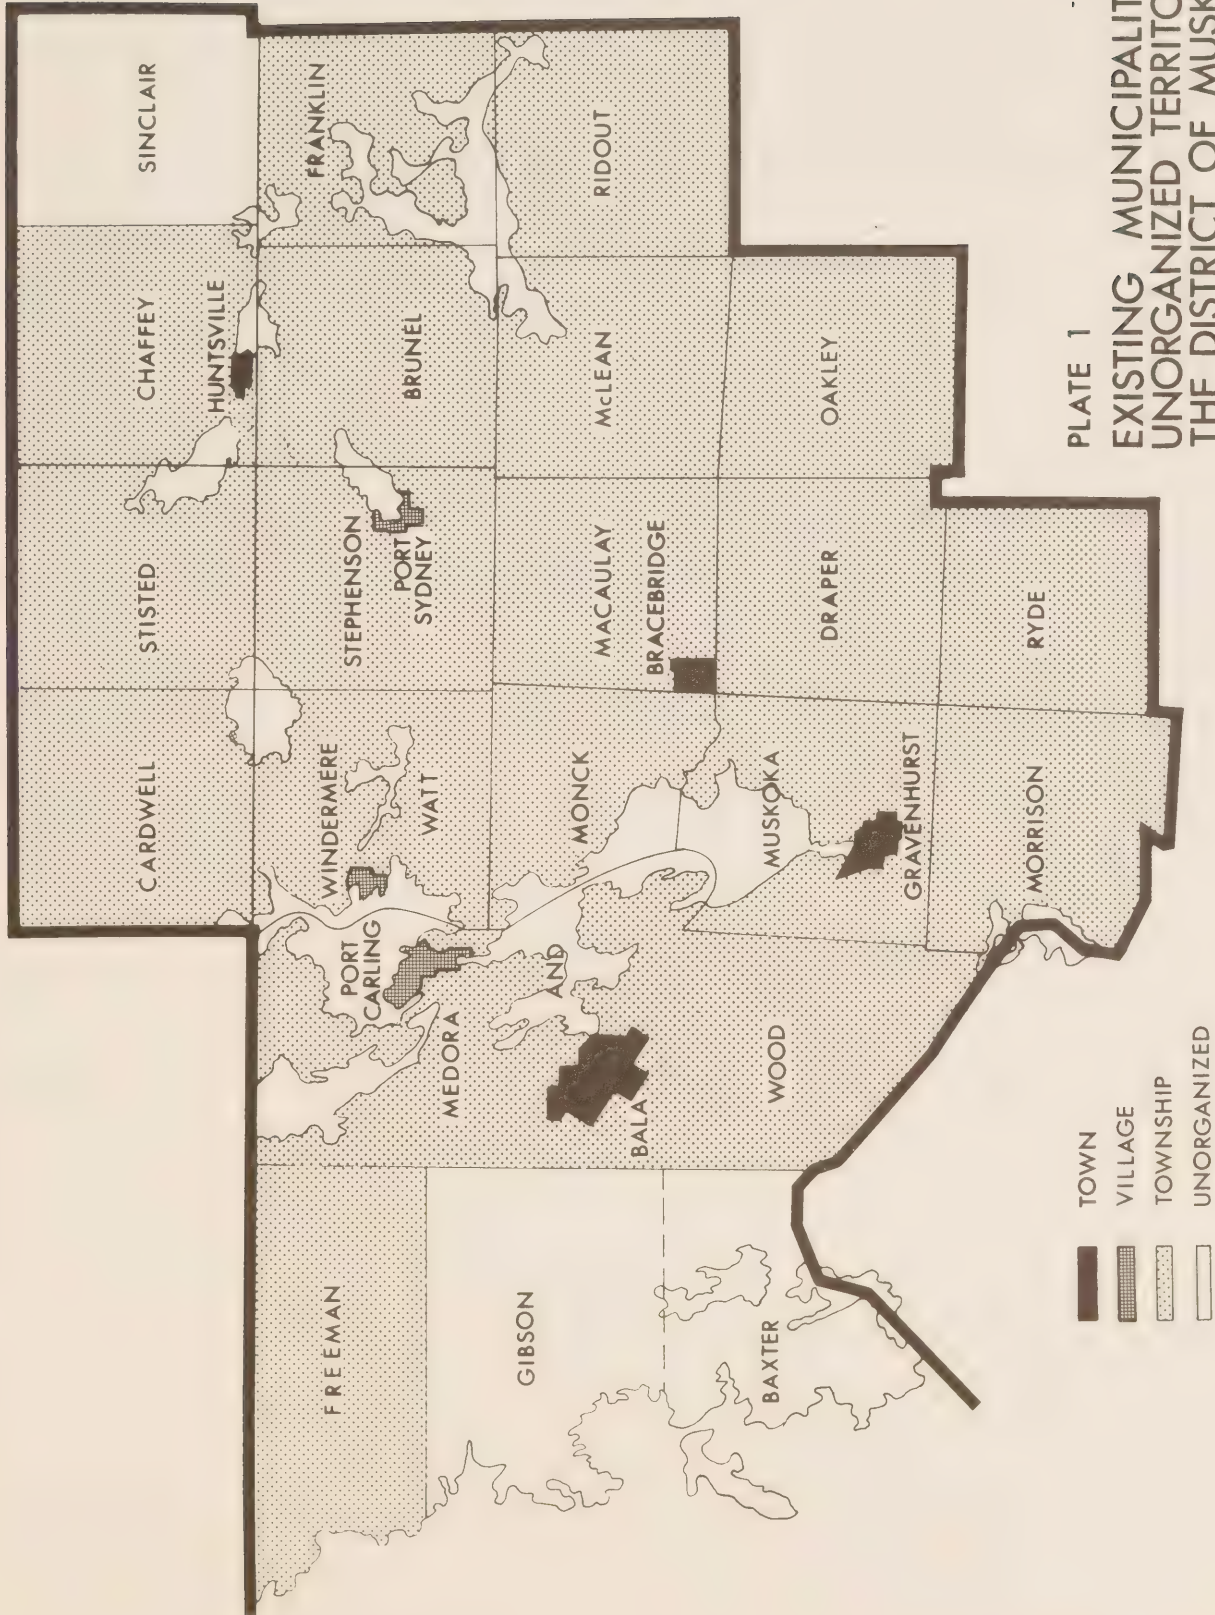 SINCLAIR
FRANKLIN
RIDOUT
CHAFFEY
HUNTSVILLE
BRUNEL
McLEAN
OAKLEY
STISTED
STEPHENSON
PORT
SYDNEY
MACAULAY
BRACEBRIDGE
DRAPER
RYDE
CARDWELL
WINDERMERE
WATT
MONCK
MUSKOKA
GRAVENHURST
MORRISON
PORT
CARLING
MEDORA
AND
WOOD
BALA
FREEMAN
GIBSON
BAXTER
TOWN
VILLAGE
TOWNSHIP
UNORGANIZED
PLATE 1
EXISTING MUNICIPALIT
UNORGANIZED TERRITO
THE DISTRICT OF MUSK